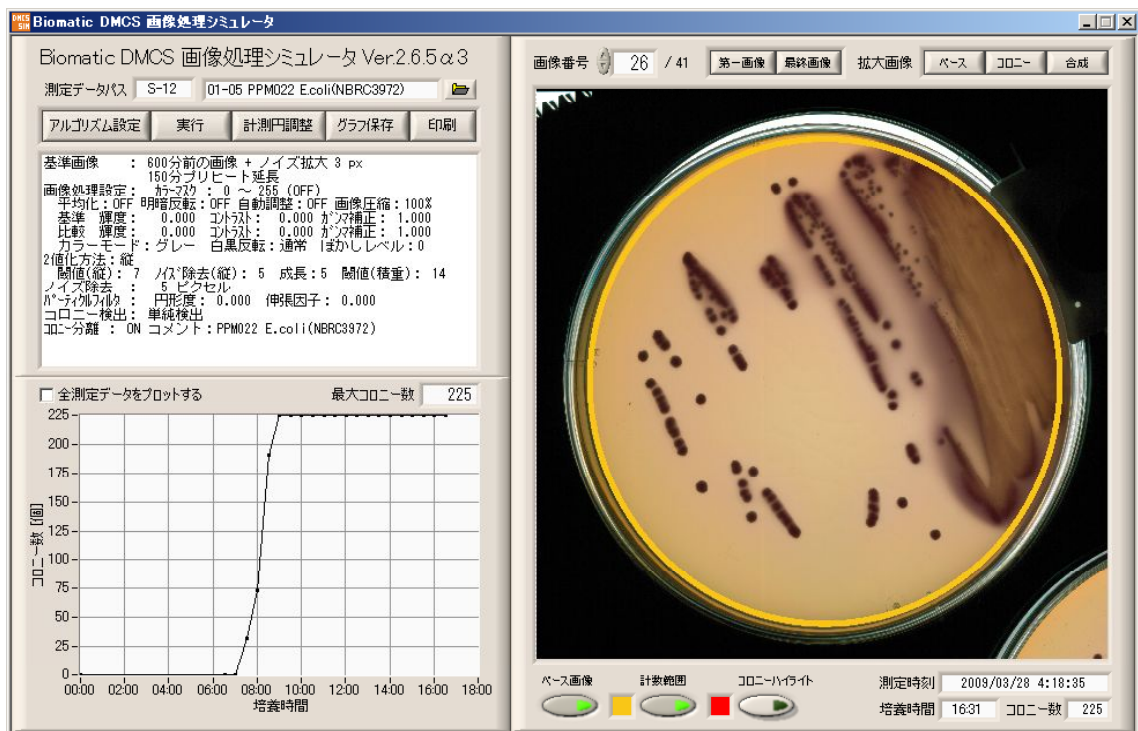 DMCS SIM Biomatic DMCS 画像処理シミュレータ
Biomatic DMCS 画像処理シミュレータ Ver.2.6.5α3
測定データパス S-12 01-05 PPM022 E.coli(NBRC3972)
アルゴリズム設定 実行 計測円調整 グラフ保存 印刷
基準画像 : 600分前の画像 + ノイズ拡大 3 px
150分プリヒート延長
画像処理設定: カラーマスク : 0 ～ 255 (OFF)
平均化:OFF 明暗反転:OFF 自動調整:OFF 画像圧縮:100%
基準 輝度: 0.000 コントラスト: 0.000 ガンマ補正: 1.000
比較 輝度: 0.000 コントラスト: 0.000 ガンマ補正: 1.000
カラーモード:グレー 白黒反転:通常 ぼかしレベル:0
2値化方法:縦
閾値(縦): 7 ノイズ除去(縦): 5 成長:5 閾値(積重): 14
ノイズ除去 : 5 ピクセル
パーティクルフィルタ : 円形度: 0.000 伸張因子: 0.000
コロニー検出: 単純検出
コロニー分離 : ON コメント:PPM022 E.coli(NBRC3972)
全測定データをプロットする 最大コロニー数 225
コロニー数 [個]
225
200
175
150
125
100
75
50
25
0
00:00 02:00 04:00 06:00 08:00 10:00 12:00 14:00 16:00 18:00
培養時間
画像番号 26 / 41 第一画像 最終画像 拡大画像 ベース コロニー 合成
ベース画像 計数範囲 コロニーハイライト 測定時刻 2009/03/28 4:18:35
培養時間 16:31 コロニー数 225